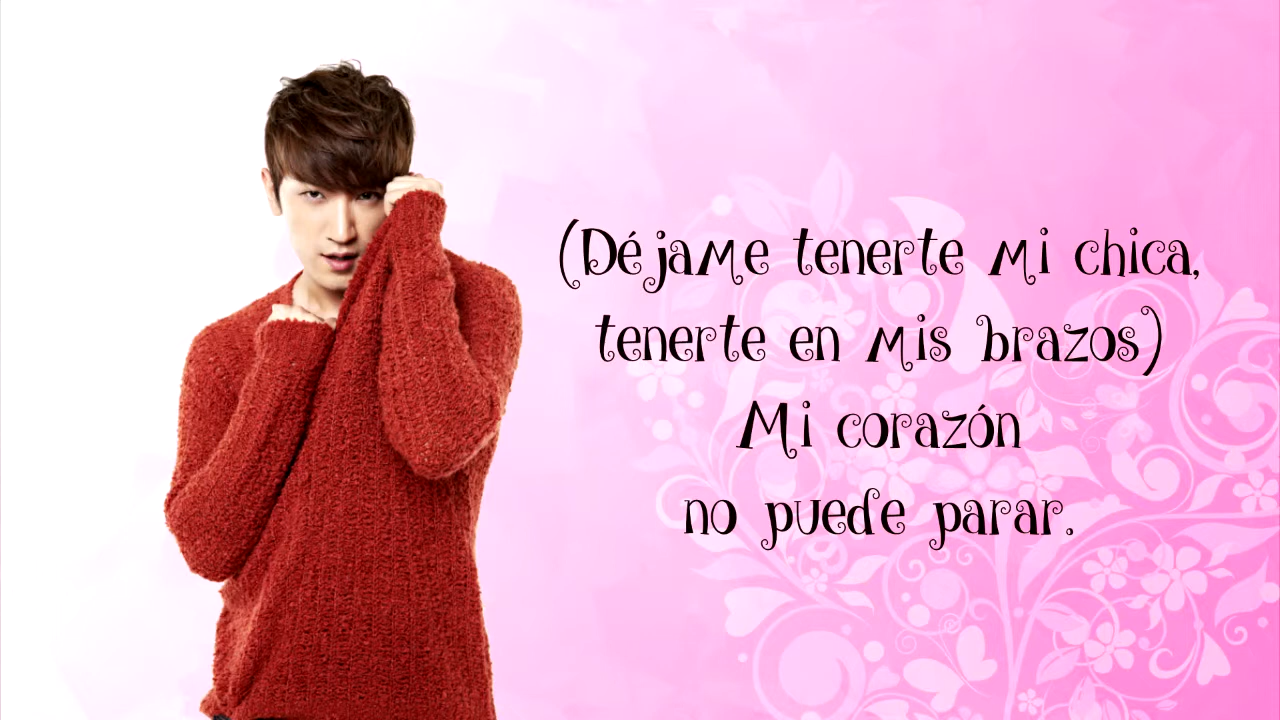 (Déjame tenerte mi chica,
tenerte en mis brazos)
Mi corazón
no puede parar.